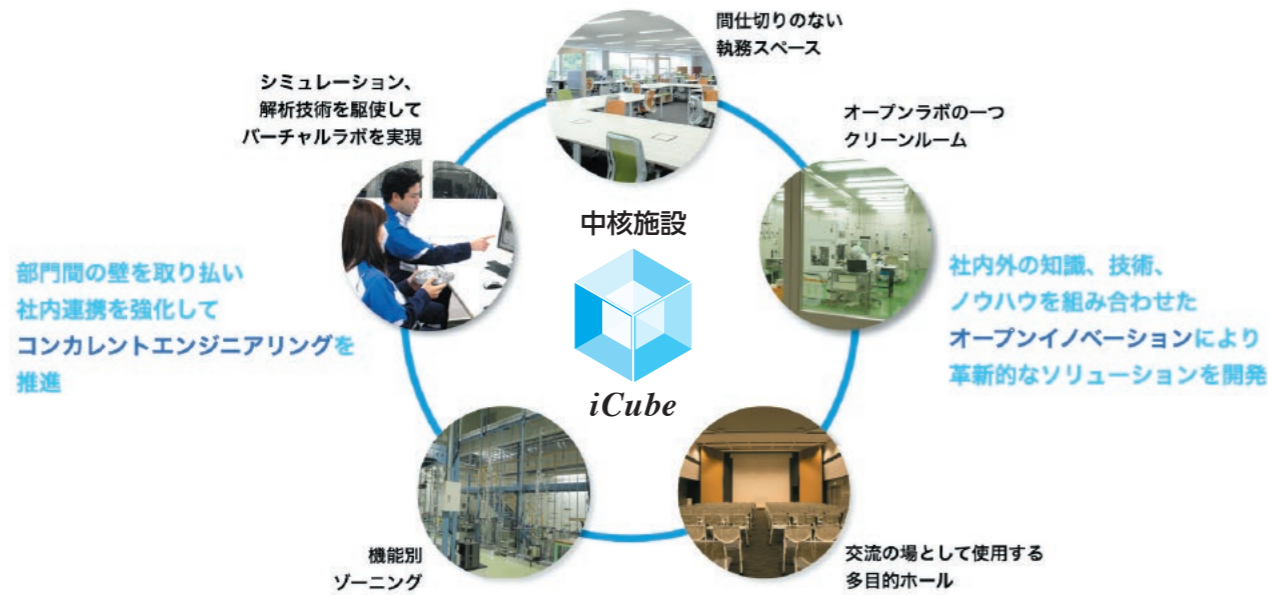 間仕切りのない
執務スペース
シミュレーション、
解析技術を駆使して
バーチャルラボを実現
オープンラボの一つ
クリーンルーム
中核施設
iCube
部門間の壁を取り払い
社内連携を強化して
コンカレントエンジニアリングを
推進
社内外の知識、技術、
ノウハウを組み合わせた
オープンイノベーションにより
革新的なソリューションを開発
機能別
ゾーニング
交流の場として使用する
多目的ホール